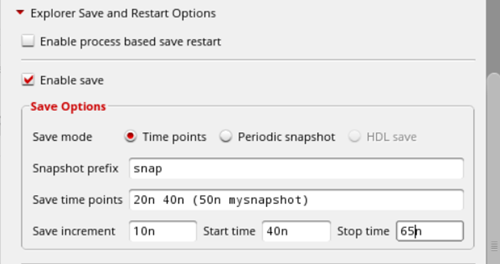 Explorer Save and Restart Options
Enable process based save restart
Enable save
Save Options
Save mode Time points Periodic snapshot HDL save
Snapshot prefix snap
Save time points 20n 40n (50n mysnapshot)
Save increment 10n Start time 40n Stop time 65n